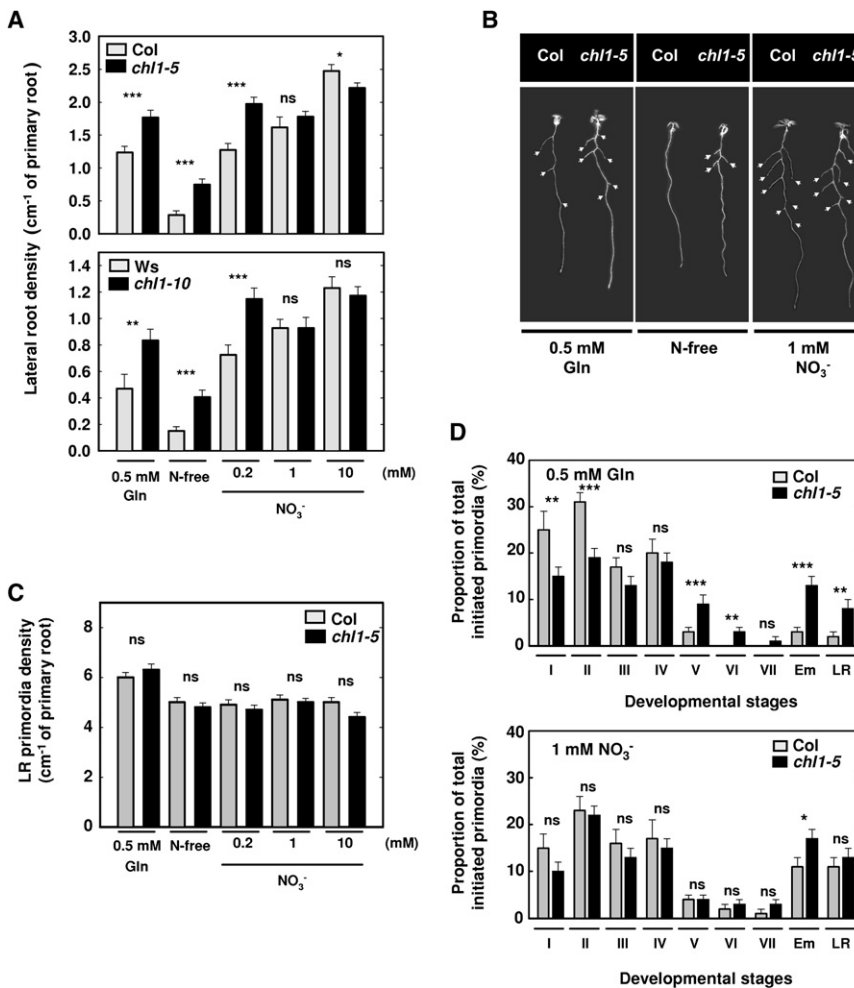 A
Lateral root density (cm⁻¹ of primary root)
3.0
2.5
2.0
1.5
1.0
0.5
0.0
Col
chl1-5
***
***
***
ns
*
1.4
1.2
1.0
0.8
0.6
0.4
0.2
0.0
Ws
chl1-10
**
***
***
ns
ns
0.5 mM Gln
N-free
0.2
1
10
(mM)
NO₃⁻
B
Col chl1-5
Col chl1-5
Col
0.5 mM
Gln
N-free
1 mM
NO₃⁻
C
LR primordia density
(cm⁻¹ of primary root)
8
6
4
2
0
Col
chl1-5
ns
ns
ns
ns
ns
0.5 mM
Gln
N-free
0.2
1
10
(mM)
NO₃⁻
D
Proportion of total
initiated primordia (%)
40
30
20
10
0
0.5 mM Gln
Col
chl1-5
**
***
ns
ns
***
**
ns
***
**
I II III IV V VI VII Em LR
Developmental stages
Proportion of total
initiated primordia (%)
40
30
20
10
0
1 mM NO₃⁻
Col
chl1-5
ns
ns
ns
ns
ns
ns
ns
*
ns
I II III IV V VI VII Em LR
Developmental stages